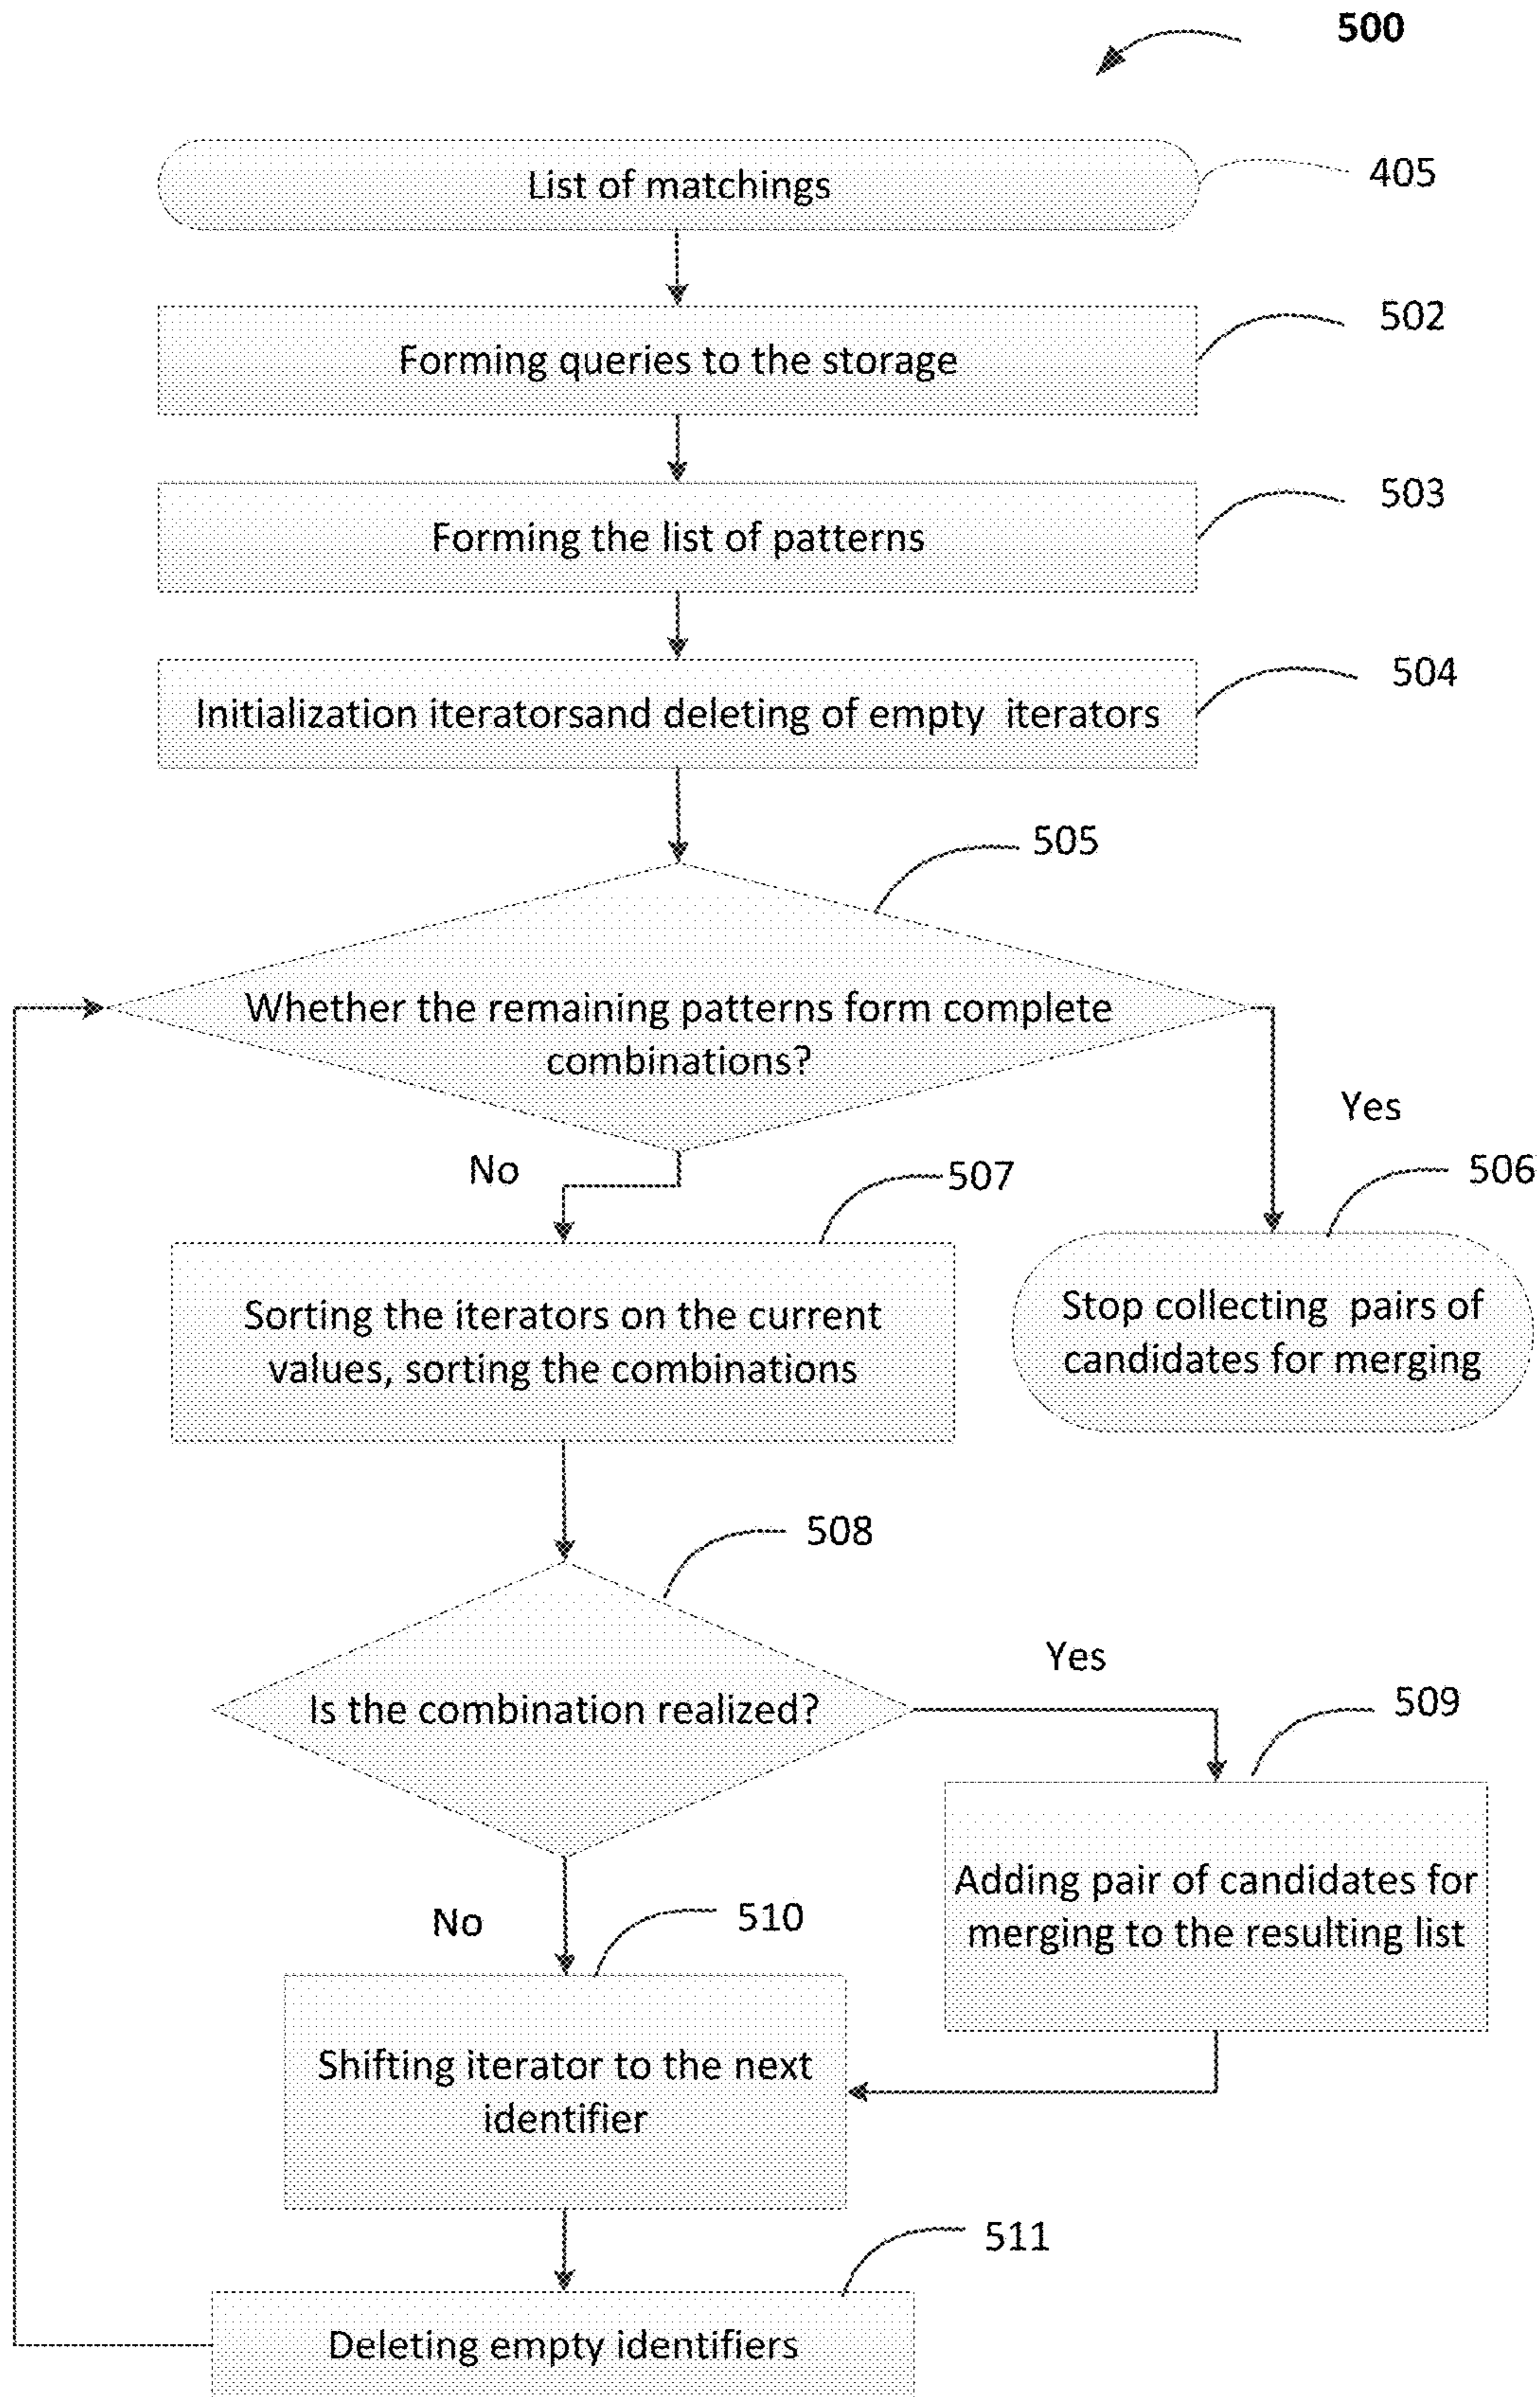 500
List of matchings
405
Forming queries to the storage
502
Forming the list of patterns
503
Initialization iteratorsand deleting of empty iterators
504
505
Whether the remaining patterns form complete
combinations?
Yes
No
507
506
Sorting the iterators on the current
values, sorting the combinations
Stop collecting pairs of
candidates for merging
508
Is the combination realized?
Yes
509
Adding pair of candidates for
merging to the resulting list
No
510
Shifting iterator to the next
identifier
511
Deleting empty identifiers